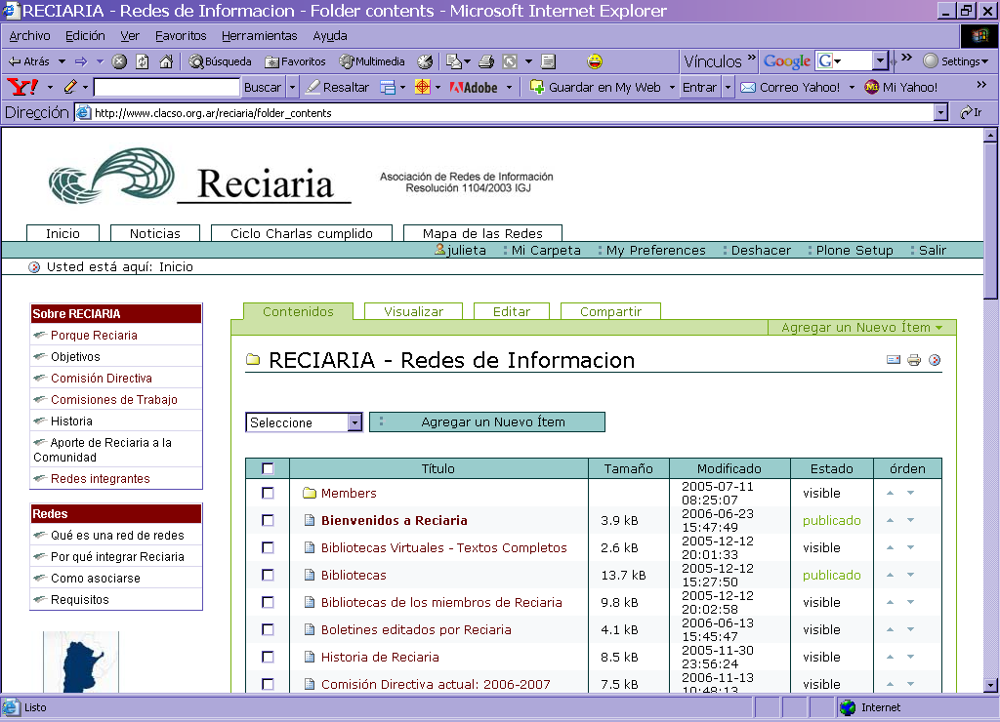 RECIARIA - Redes de Informacion - Folder contents - Microsoft Internet Explorer
Archivo Edición Ver Favoritos Herramientas Ayuda
Atrás Búsqueda Favoritos Multimedia Vínculos » Google G » Settings
Y! Buscar Resaltar Adobe Guardar en My Web Entrar Correo Yahoo! Mi Yahoo! »
Dirección http://www.clacso.org.ar/reciaria/folder_contents Ir
Reciaria
Asociación de Redes de Información
Resolución 1104/2003 IGJ
Inicio Noticias Ciclo Charlas cumplido Mapa de las Redes
julieta Mi Carpeta My Preferences Deshacer Plone Setup Salir
Usted está aquí: Inicio
Sobre RECIARIA
Porque Reciaria
Objetivos
Comisión Directiva
Comisiones de Trabajo
Historia
Aporte de Reciaria a la
Comunidad
Redes integrantes
Redes
Qué es una red de redes
Por qué integrar Reciaria
Como asociarse
Requisitos
Contenidos Visualizar Editar Compartir
Agregar un Nuevo Ítem
RECIARIA - Redes de Informacion
Seleccione Agregar un Nuevo Ítem
Título Tamaño Modificado Estado órden
Members 2005-07-11 08:25:07 visible
Bienvenidos a Reciaria 3.9 kB 2006-06-23 15:47:49 publicado
Bibliotecas Virtuales - Textos Completos 2.6 kB 2005-12-12 20:01:33 visible
Bibliotecas 13.7 kB 2005-12-12 15:27:50 publicado
Bibliotecas de los miembros de Reciaria 9.8 kB 2005-12-12 20:02:58 visible
Boletines editados por Reciaria 4.1 kB 2006-06-13 15:45:47 visible
Historia de Reciaria 8.5 kB 2005-11-30 23:56:24 visible
Comisión Directiva actual: 2006-2007 7.5 kB 2006-11-13 10:48:13 visible
Listo Internet